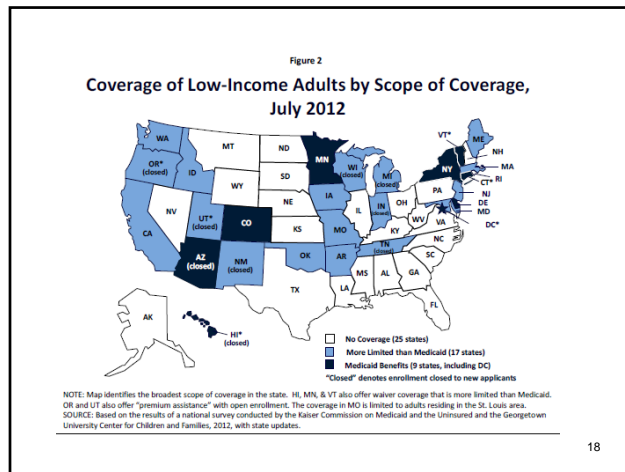 Figure 2
Coverage of Low-Income Adults by Scope of Coverage,
July 2012
WA
OR*
(closed)
ID
MT
WY
NV
UT*
(closed)
CO
CA
AZ
(closed)
NM
(closed)
ND
SD
NE
KS
OK
TX
MN
IA
MO
AR
LA
WI
(closed)
MI
(closed)
IL
IN
(closed)
OH
KY
TN
(closed)
MS
AL
GA
FL
SC
NC
VA
WV
PA
NY
VT*
ME
NH
MA
RI
CT*
NJ
DE
MD
DC*
AK
HI*
(closed)
No Coverage (25 states)
More Limited than Medicaid (17 states)
Medicaid Benefits (9 states, including DC)
"Closed" denotes enrollment closed to new applicants
NOTE: Map identifies the broadest scope of coverage in the state. HI, MN, & VT also offer waiver coverage that is more limited than Medicaid.
OR and UT also offer "premium assistance" with open enrollment. The coverage in MO is limited to adults residing in the St. Louis area.
SOURCE: Based on the results of a national survey conducted by the Kaiser Commission on Medicaid and the Uninsured and the Georgetown
University Center for Children and Families, 2012, with state updates.
18